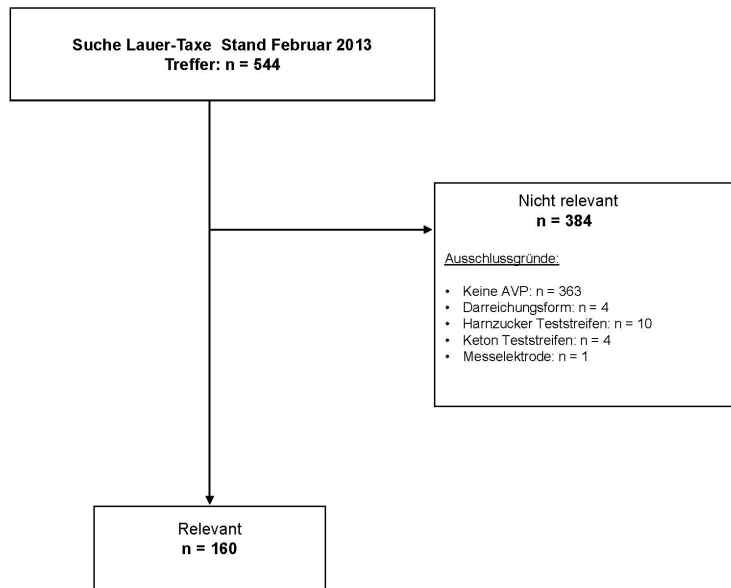 Suche Lauer-Taxe Stand Februar 2013
Treffer: n = 544
Nicht relevant
n = 384
Ausschlussgründe:
• Keine AVP: n = 363
• Darreichungsform: n = 4
• Harnzucker Teststreifen: n = 10
• Keton Teststreifen: n = 4
• Messelektrode: n = 1
Relevant
n = 160